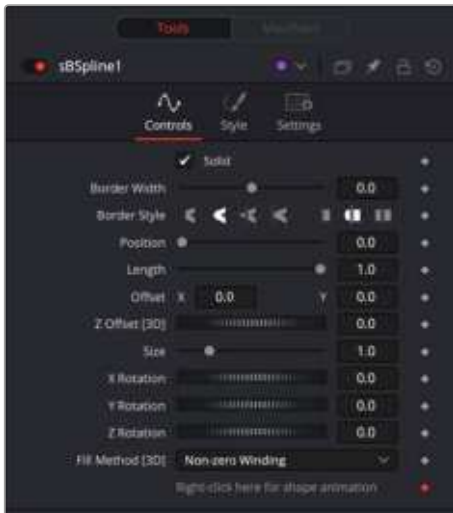 Tools Modifiers
sBSpline1
Controls Style Settings
Solid
Border Width 0.0
Border Style
Position 0.0
Length 1.0
Offset X 0.0 Y 0.0
Z Offset [3D] 0.0
Size 1.0
X Rotation 0.0
Y Rotation 0.0
Z Rotation 0.0
Fill Method [3D] Non-zero Winding
Right-click here for shape animation